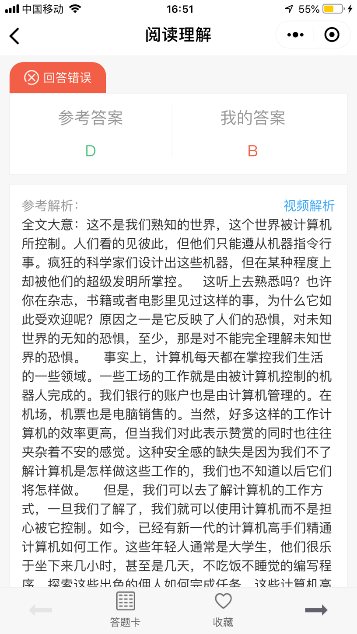 中国移动 16:51 55%
阅读理解
回答错误
参考答案 我的答案
D B
参考解析： 视频解析
全文大意：这不是我们熟知的世界，这个世界被计算机
所控制。人们看的见彼此，但他们只能遵从机器指令行
事。疯狂的科学家们设计出这些机器，但在某种程度上
却被他们的超级发明所掌控。 这听上去熟悉吗？也许
你在杂志，书籍或者电影里见过这样的事，为什么它如
此受欢迎呢？原因之一是它反映了人们的恐惧，对未知
世界的无知的恐惧，至少，那是对不能完全理解未知世
界的恐惧。 事实上，计算机每天都在掌控我们生活
的一些领域。一些工场的工作就是由被计算机控制的机
器人完成的。我们银行的账户也是由计算机管理的。在
机场，机票也是电脑销售的。当然，好多这样的工作计
算机的效率更高，但当我们对此表示赞赏的同时也往往
夹杂着不安的感觉。这种安全感的缺失是因为我们不了
解计算机是怎样做这些工作的，我们也不知道以后它们
将怎样做。 但是，我们可以去了解计算机的工作方
式，一旦我们了解了，我们就可以使用计算机而不是担
心被它控制。如今，已经有新一代的计算机高手们精通
计算机如何工作。这些年轻人通常是大学生，他们很乐
于坐下来几小时，甚至是几天，不吃饭不睡觉的编写程
序，探索这些出色的佣人如何完成任务。这些计算机高
答题卡 收藏